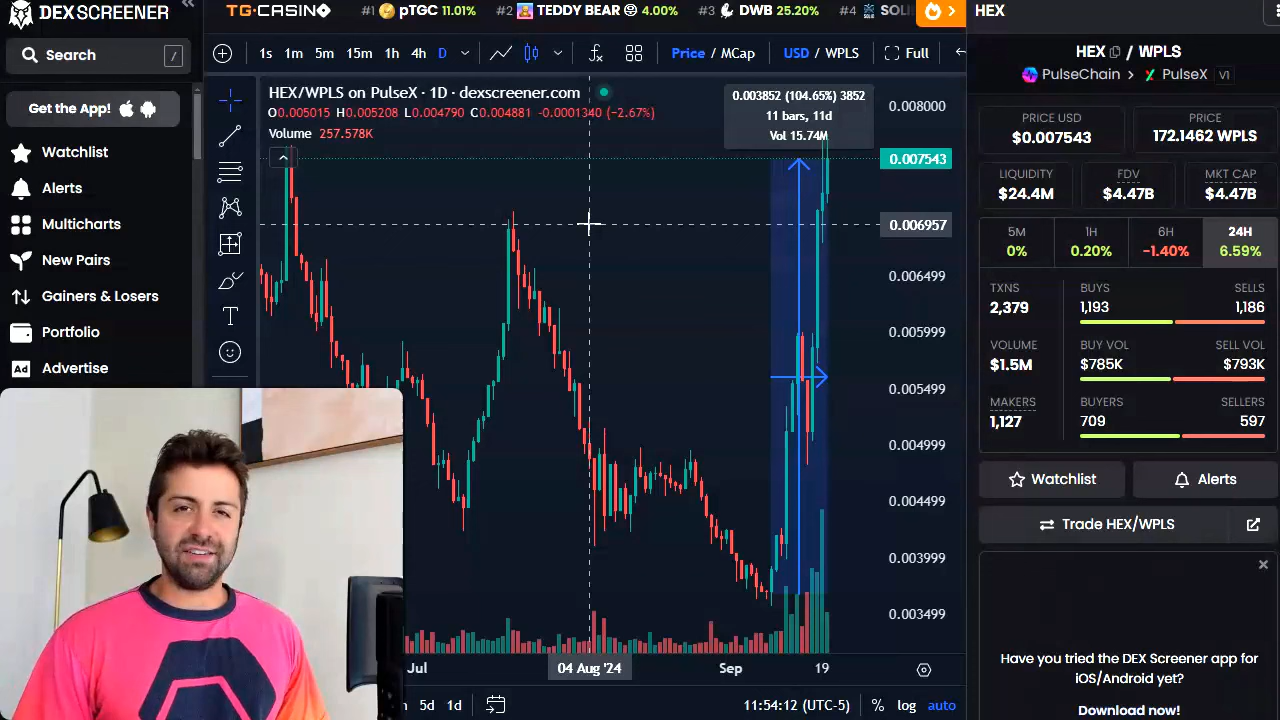 DEX SCREENER
Search
/
Get the App!
Watchlist
Alerts
Multicharts
New Pairs
Gainers & Losers
Portfolio
Ad
Advertise
TG.CASINO
#1 pTGC 11.01%
#2 TEDDY BEAR 4.00%
#3 DWB 25.20%
#4
1s 1m 5m 15m 1h 4h D
Price / MCap
USD / WPLS
Full
HEX/WPLS on PulseX · 1D · dexscreener.com
O0.005015 H0.005208 L0.004790 C0.004881 -0.0001340 (−2.67%)
Volume 257.578K
0.003852 (104.65%) 3852
11 bars, 11d
Vol 15.74M
0.008000
0.007543
0.006957
0.006499
0.005999
0.005499
0.004999
0.004499
0.003999
0.003499
Jul
04 Aug '24
Sep
19
5d 1d
11:54:12 (UTC-5)
%
log
auto
HEX
HEX / WPLS
PulseChain > PulseX V1
PRICE USD
$0.007543
PRICE
172.1462 WPLS
LIQUIDITY
$24.4M
FDV
$4.47B
MKT CAP
$4.47B
5M
0%
1H
0.20%
6H
-1.40%
24H
6.59%
TXNS
2,379
BUYS
1,193
SELLS
1,186
VOLUME
$1.5M
BUY VOL
$785K
SELL VOL
$793K
MAKERS
1,127
BUYERS
709
SELLERS
597
Watchlist
Alerts
Trade HEX/WPLS
Have you tried the DEX Screener app for
iOS/Android yet?
Download now!